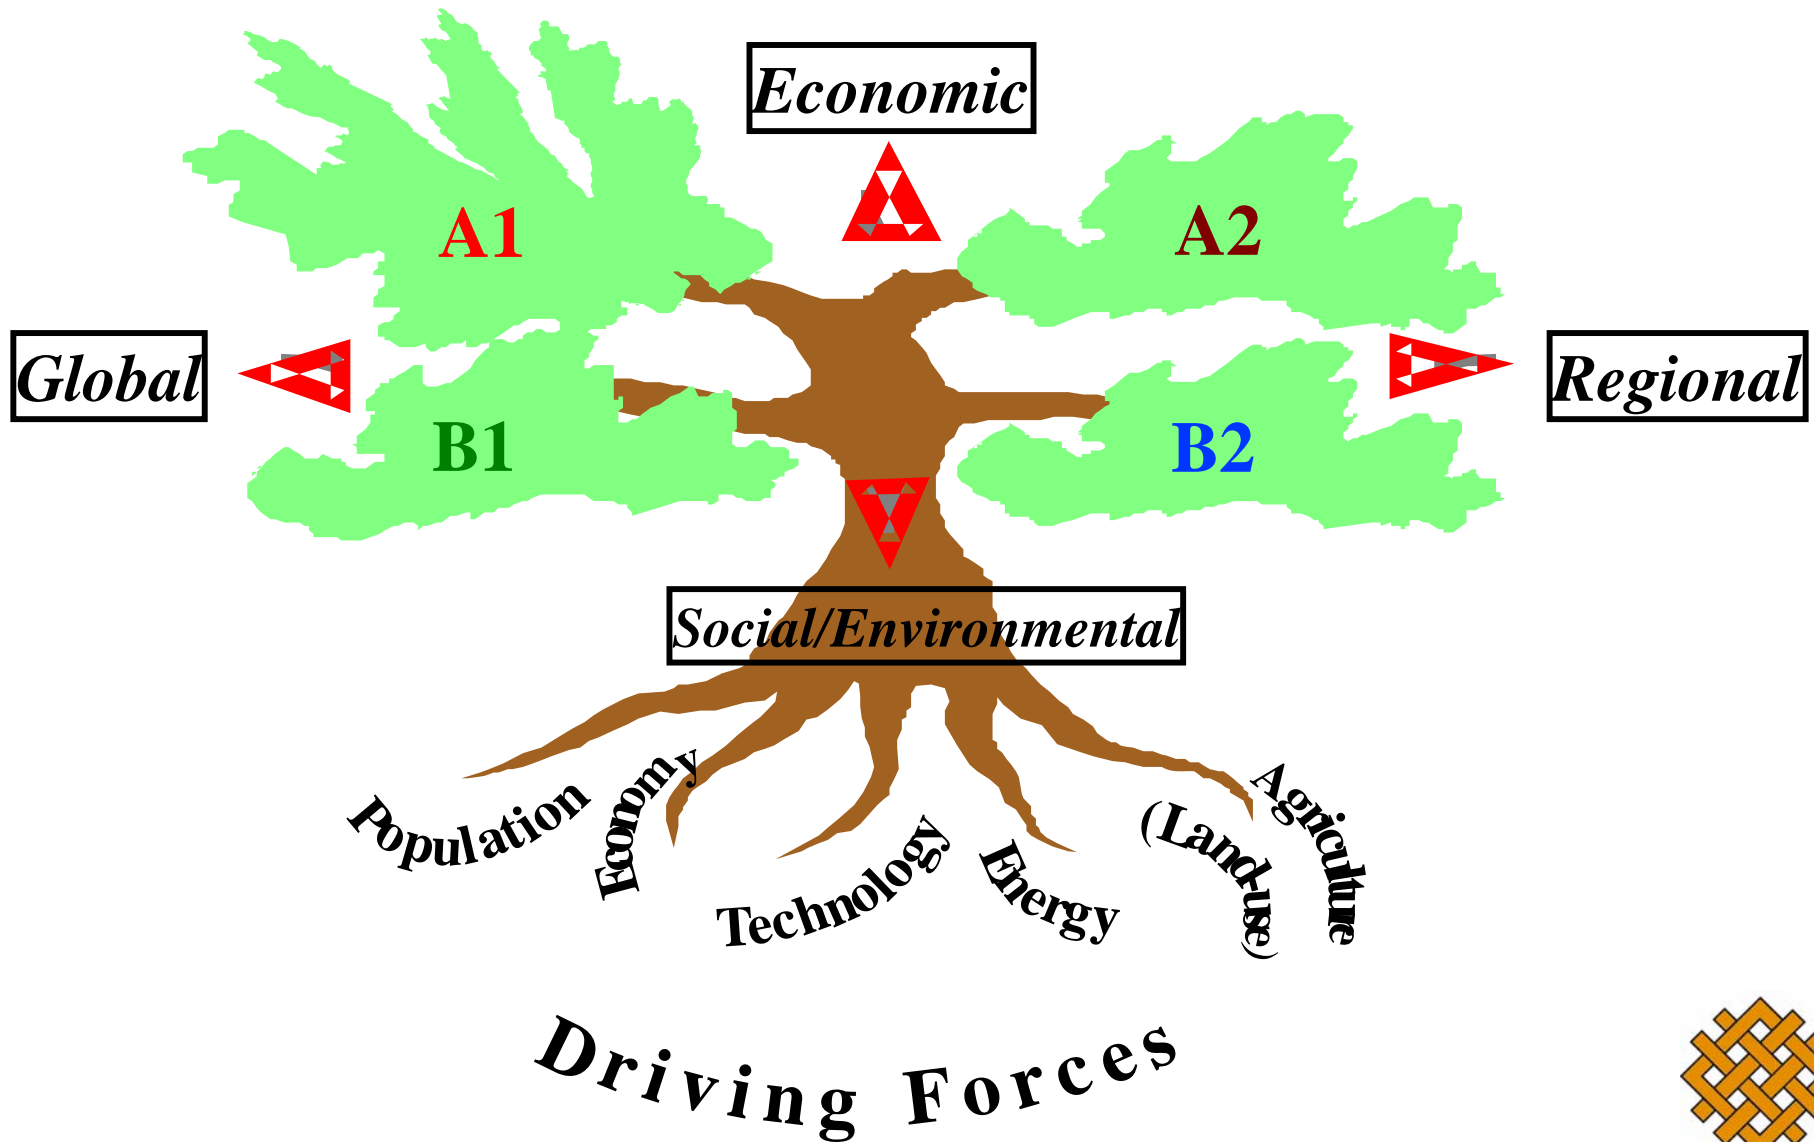 Economic
A1
A2
Global
Regional
B1
B2
Social/Environmental
Population
Economy
Technology
Energy
Agriculture
(Land-use)
Driving Forces